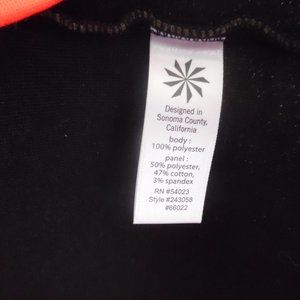 Designed in
Sonoma County,
California
body :
100% polyester
panel :
50% polyester,
47% cotton,
3% spandex
RN #54023
Style #243058
#66022